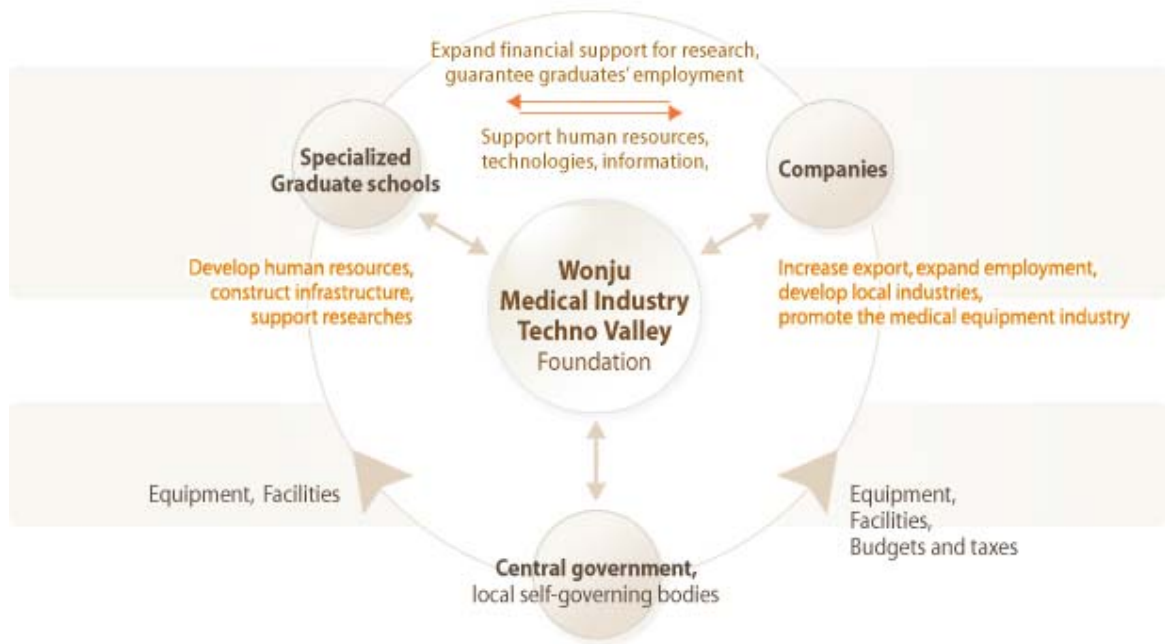 Expand financial support for research,
guarantee graduates' employment
Support human resources,
technologies, information,
Specialized
Graduate schools
Companies
Wonju
Medical Industry
Techno Valley
Foundation
Develop human resources,
construct infrastructure,
support researches
Increase export, expand employment,
develop local industries,
promote the medical equipment industry
Equipment, Facilities
Equipment,
Facilities,
Budgets and taxes
Central government,
local self-governing bodies